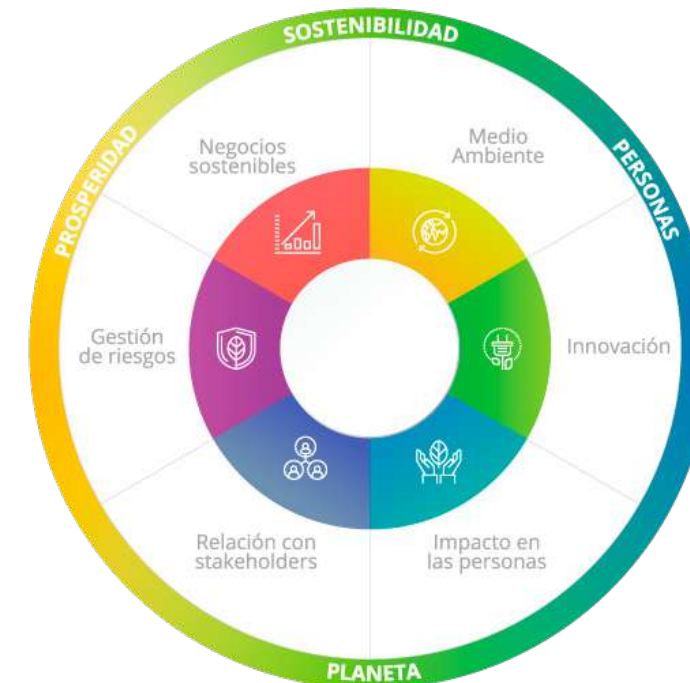 SOSTENIBILIDAD
PROSPERIDAD
PERSONAS
Negocios
sostenibles
Medio
Ambiente
Gestión
de riesgos
Innovación
Relación con
stakeholders
Impacto en
las personas
PLANETA